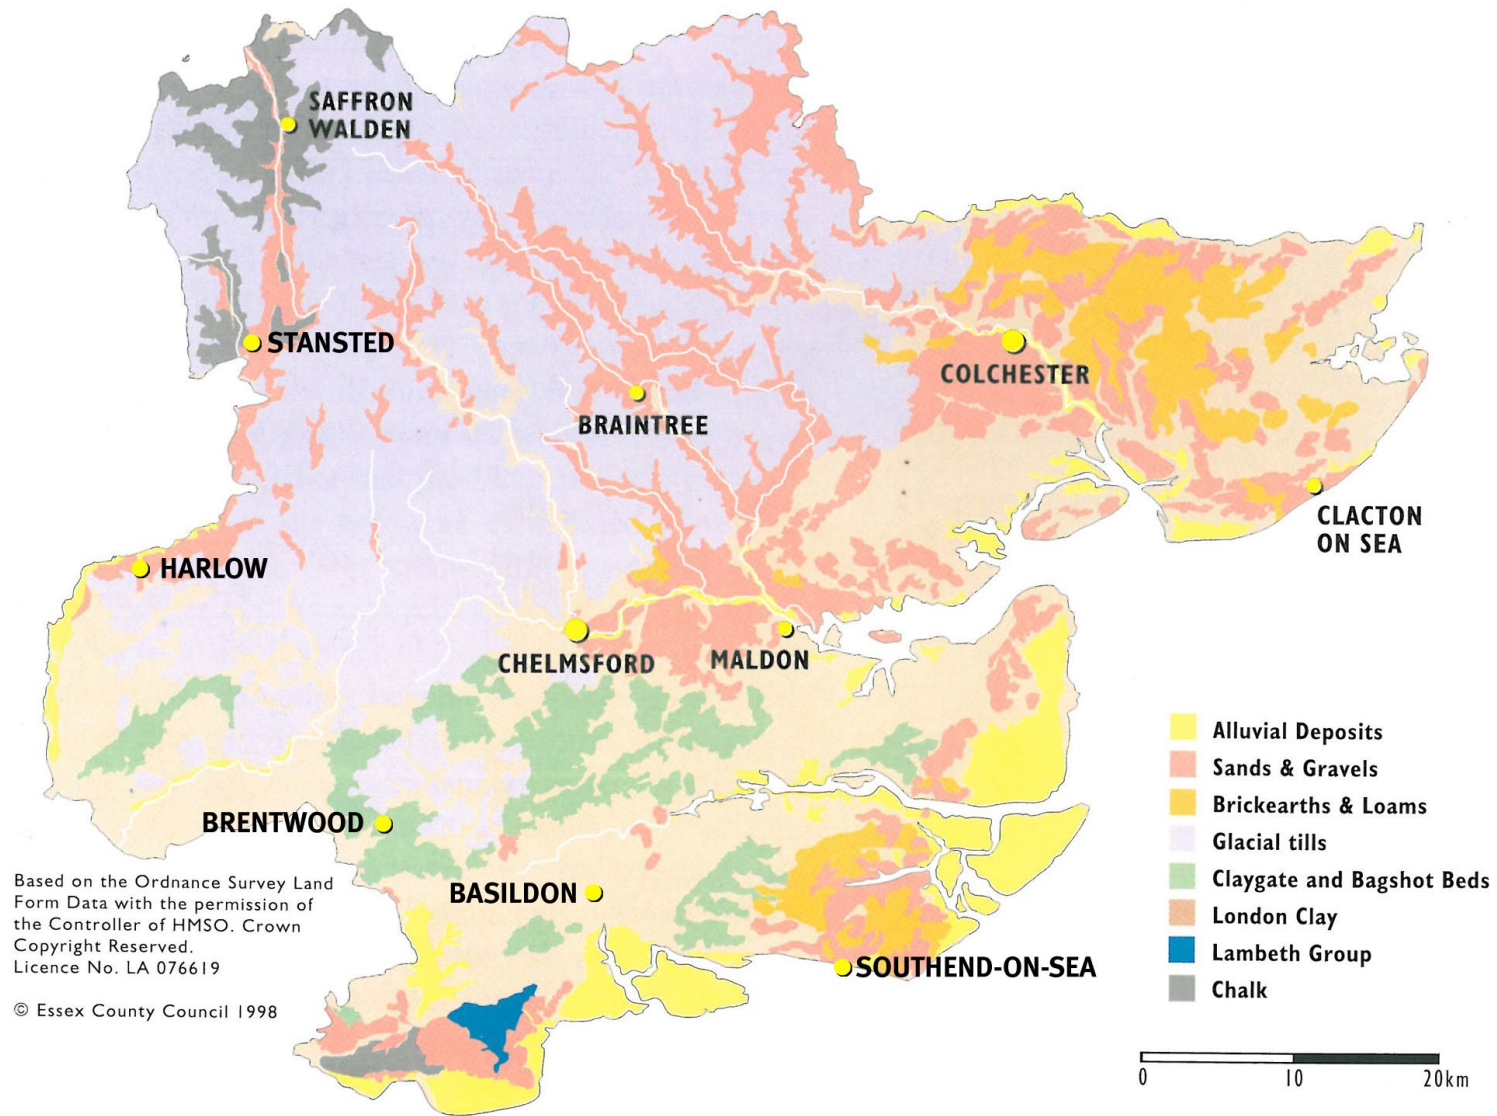 SAFFRON
WALDEN
STANSTED
COLCHESTER
BRAINTREE
CLACTON
ON SEA
HARLOW
CHELMSFORD
MALDON
BRENTWOOD
BASILDON
SOUTHEND-ON-SEA
Based on the Ordnance Survey Land
Form Data with the permission of
the Controller of HMSO. Crown
Copyright Reserved.
Licence No. LA 076619
© Essex County Council 1998
Alluvial Deposits
Sands & Gravels
Brickearths & Loams
Glacial tills
Claygate and Bagshot Beds
London Clay
Lambeth Group
Chalk
0 10 20km